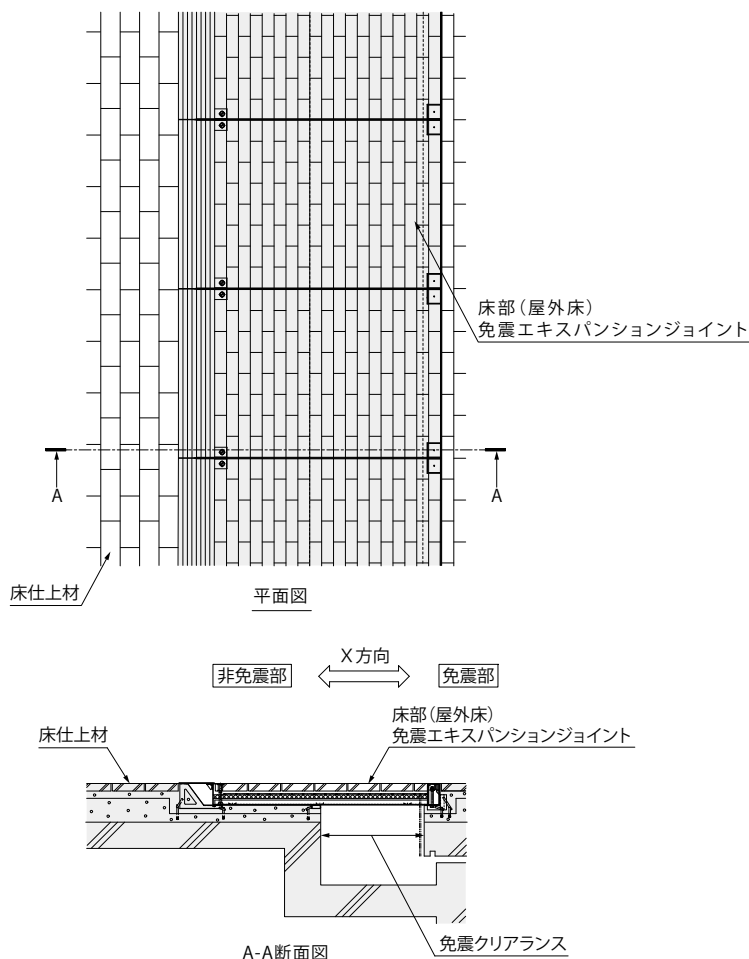 床部(屋外床)
免震エキスパンションジョイント
A
A
床仕上材
平面図
X方向
非免震部
免震部
床部(屋外床)
免震エキスパンションジョイント
床仕上材
免震クリアランス
A-A断面図